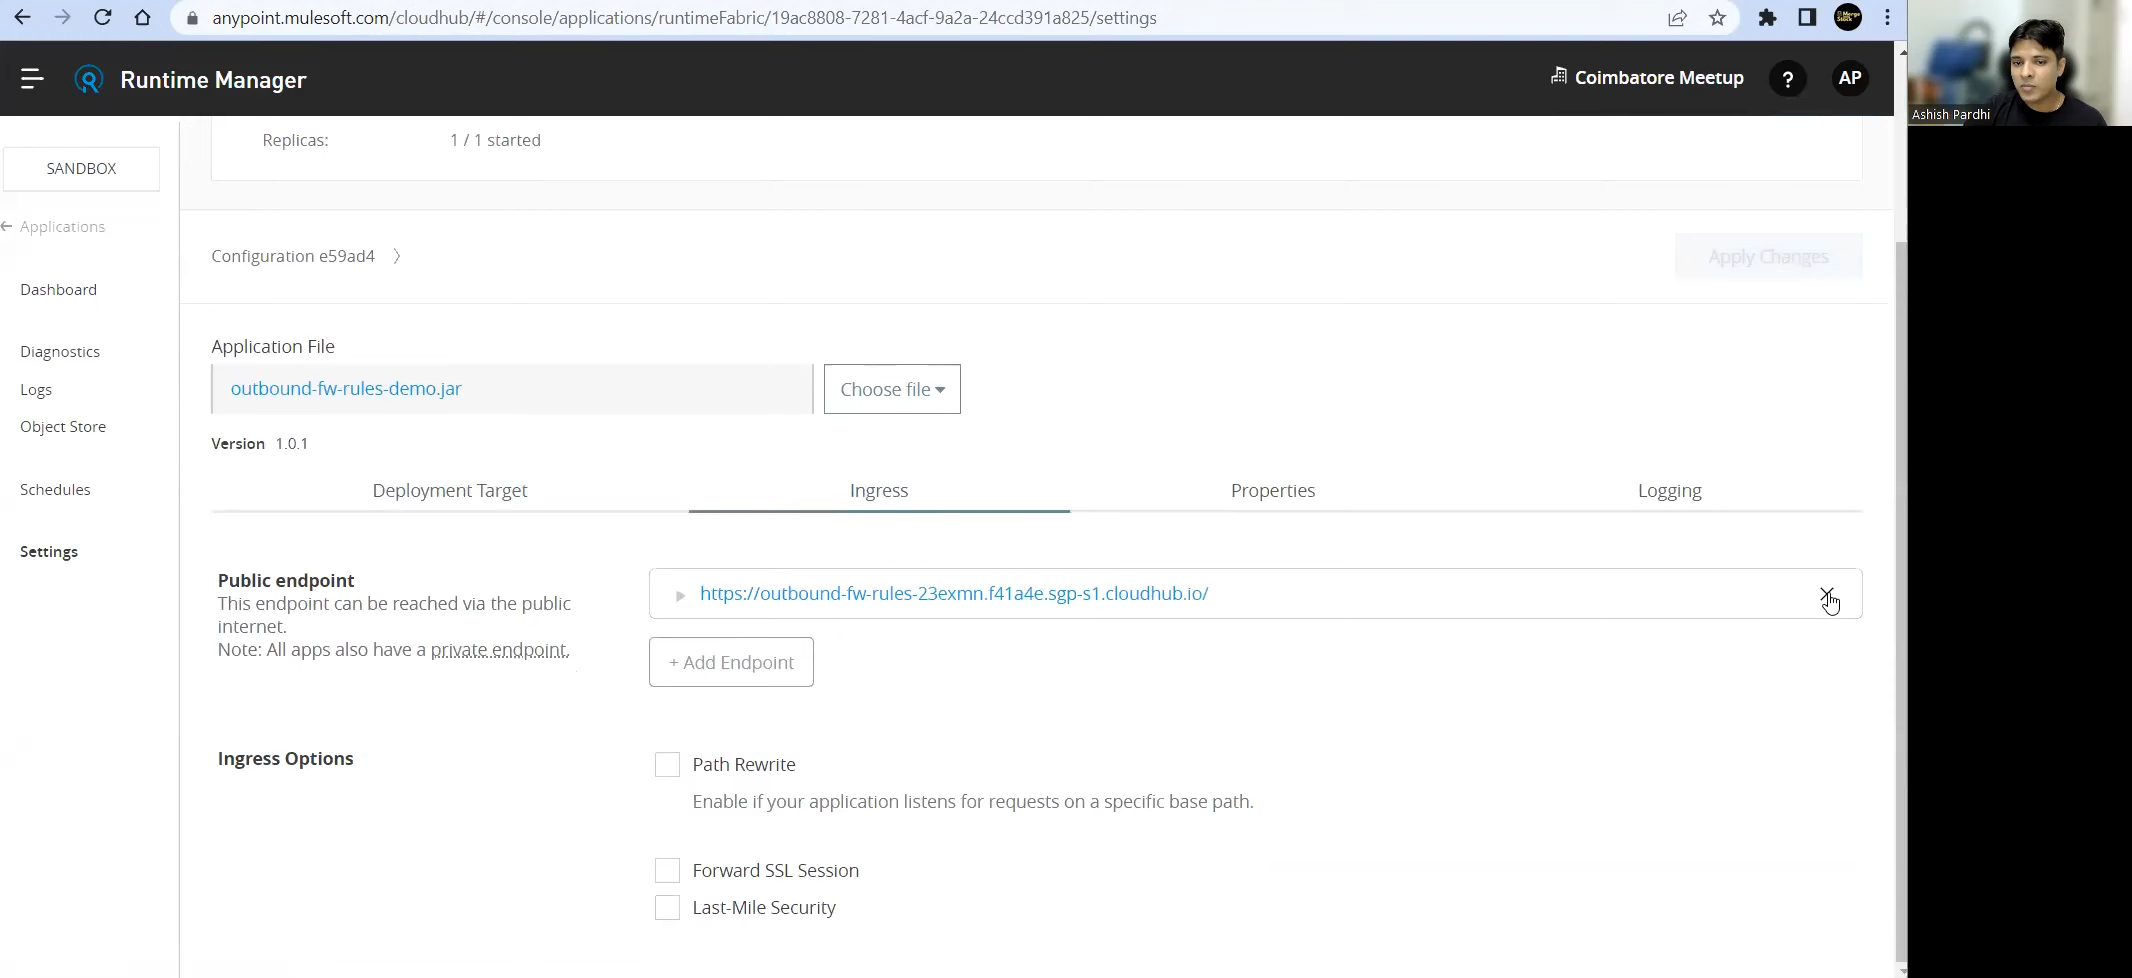 anypoint.mulesoft.com/cloudhub/#/console/applications/runtimeFabric/19ac8808-7281-4acf-9a2a-24ccd391a825/settings
Runtime Manager
Coimbatore Meetup
?
AP
Ashish Pardhi
Replicas: 1 / 1 started
SANDBOX
Applications
Configuration e59ad4
Apply Changes
Dashboard
Application File
Diagnostics
outbound-fw-rules-demo.jar
Choose file
Logs
Object Store
Version 1.0.1
Schedules
Deployment Target
Ingress
Properties
Logging
Settings
Public endpoint
This endpoint can be reached via the public
internet.
Note: All apps also have a private endpoint.
https://outbound-fw-rules-23exmn.f41a4e.sgp-s1.cloudhub.io/
+ Add Endpoint
Ingress Options
Path Rewrite
Enable if your application listens for requests on a specific base path.
Forward SSL Session
Last-Mile Security